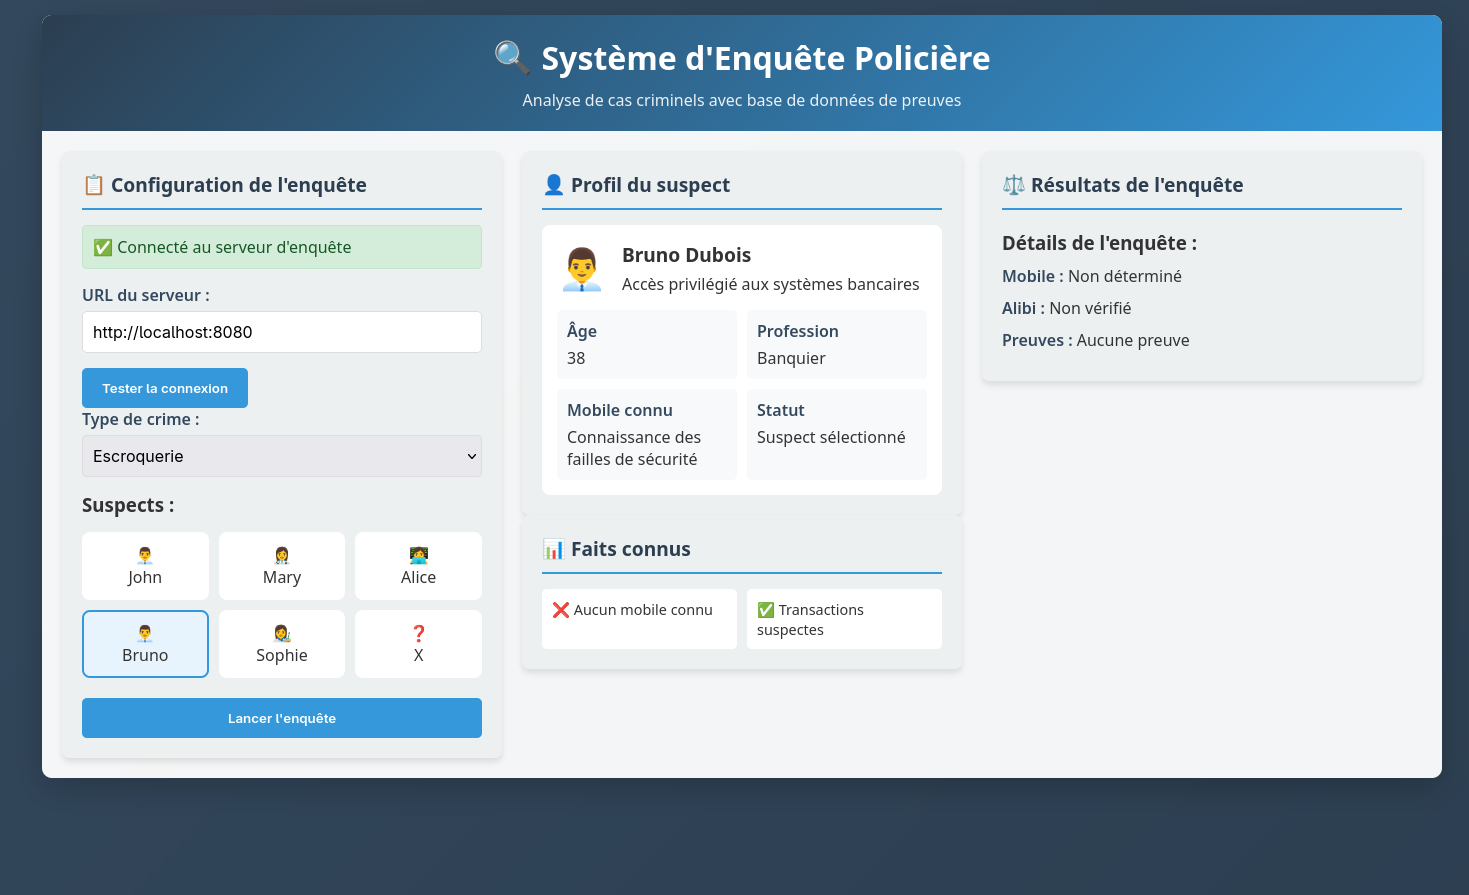 🔍 Système d'Enquête Policière
Analyse de cas criminels avec base de données de preuves
📋 Configuration de l'enquête
✅ Connecté au serveur d'enquête
URL du serveur :
http://localhost:8080
Tester la connexion
Type de crime :
Escroquerie
Suspects :
John
Mary
Alice
Bruno
Sophie
❓
X
Lancer l'enquête
👤 Profil du suspect
Bruno Dubois
Accès privilégié aux systèmes bancaires
Âge
38
Profession
Banquier
Mobile connu
Connaissance des
failles de sécurité
Statut
Suspect sélectionné
📊 Faits connus
❌ Aucun mobile connu
✅ Transactions
suspectes
⚖️ Résultats de l'enquête
Détails de l'enquête :
Mobile : Non déterminé
Alibi : Non vérifié
Preuves : Aucune preuve